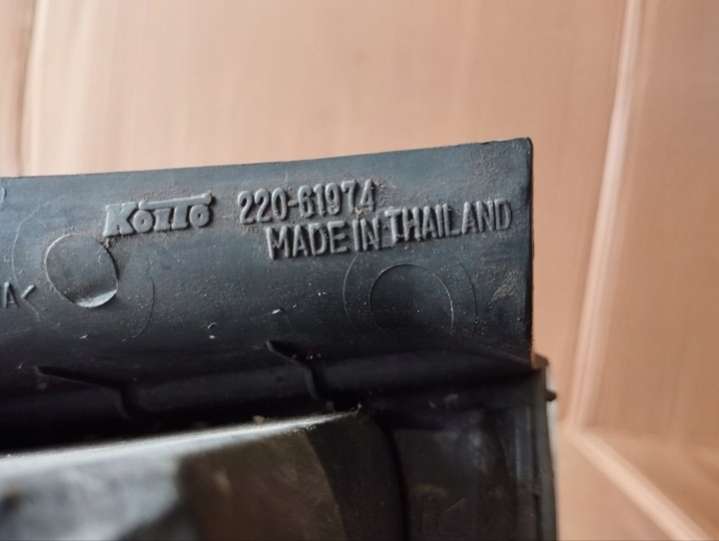 KOITO 220-61974
MADE IN THAILAND
A<